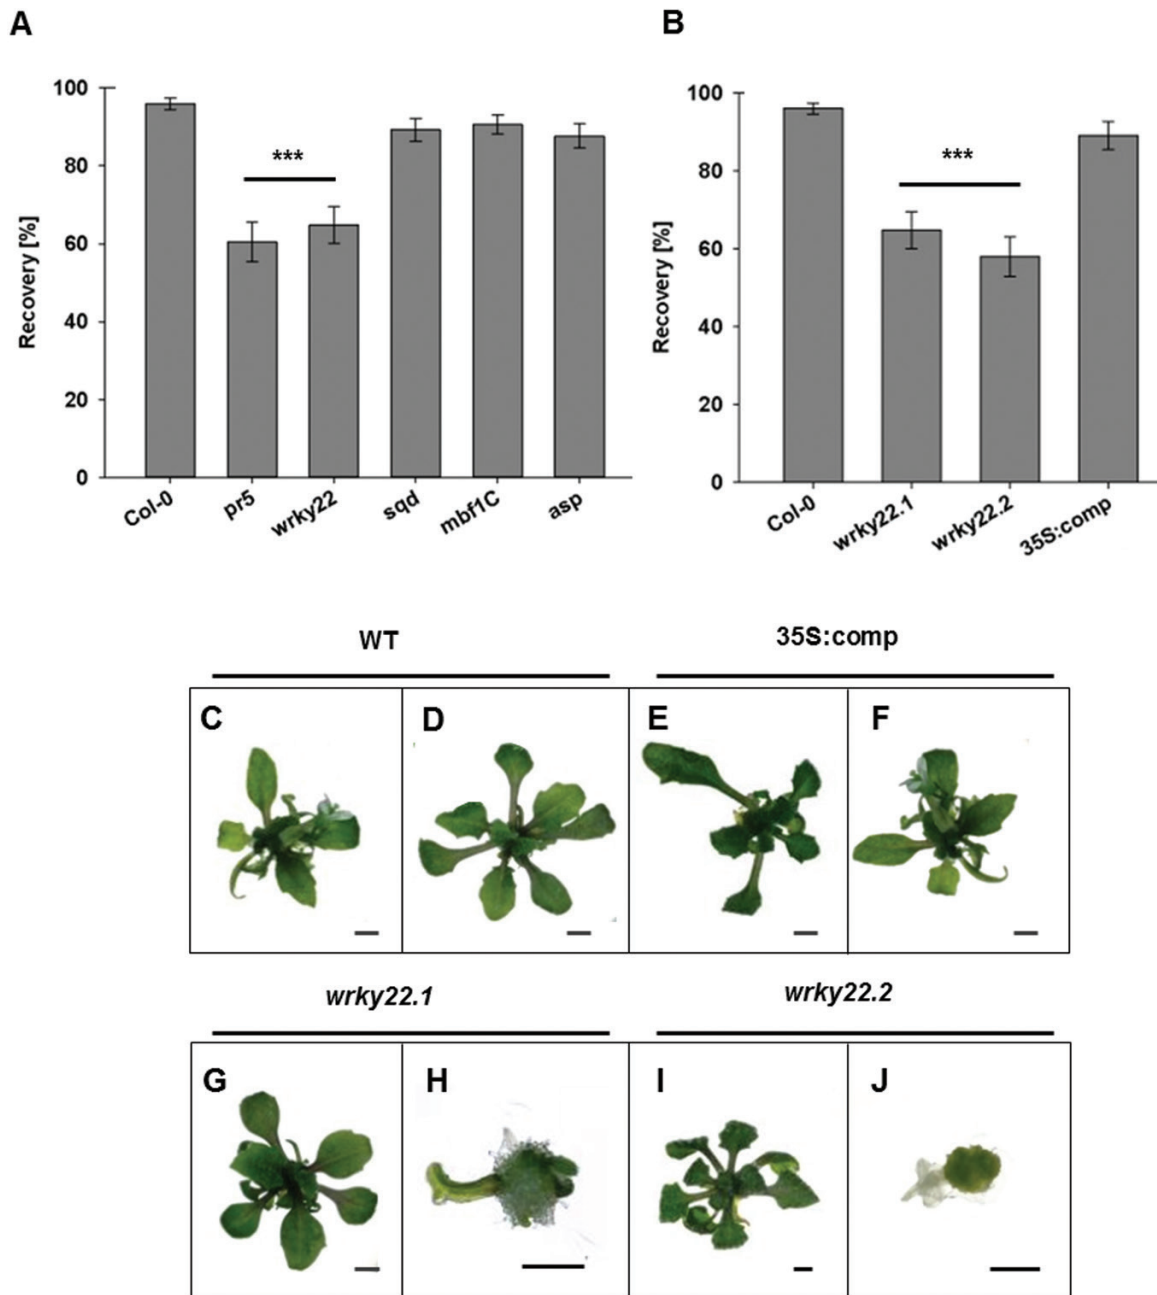 A
B
Recovery [%]
100
80
60
40
20
0
***
Col-0
pr5
wrky22
sqd
mbf1C
asp
Recovery [%]
100
80
60
40
20
0
***
Col-0
wrky22.1
wrky22.2
35S:comp
WT
35S:comp
C
D
E
F
wrky22.1
wrky22.2
G
H
I
J